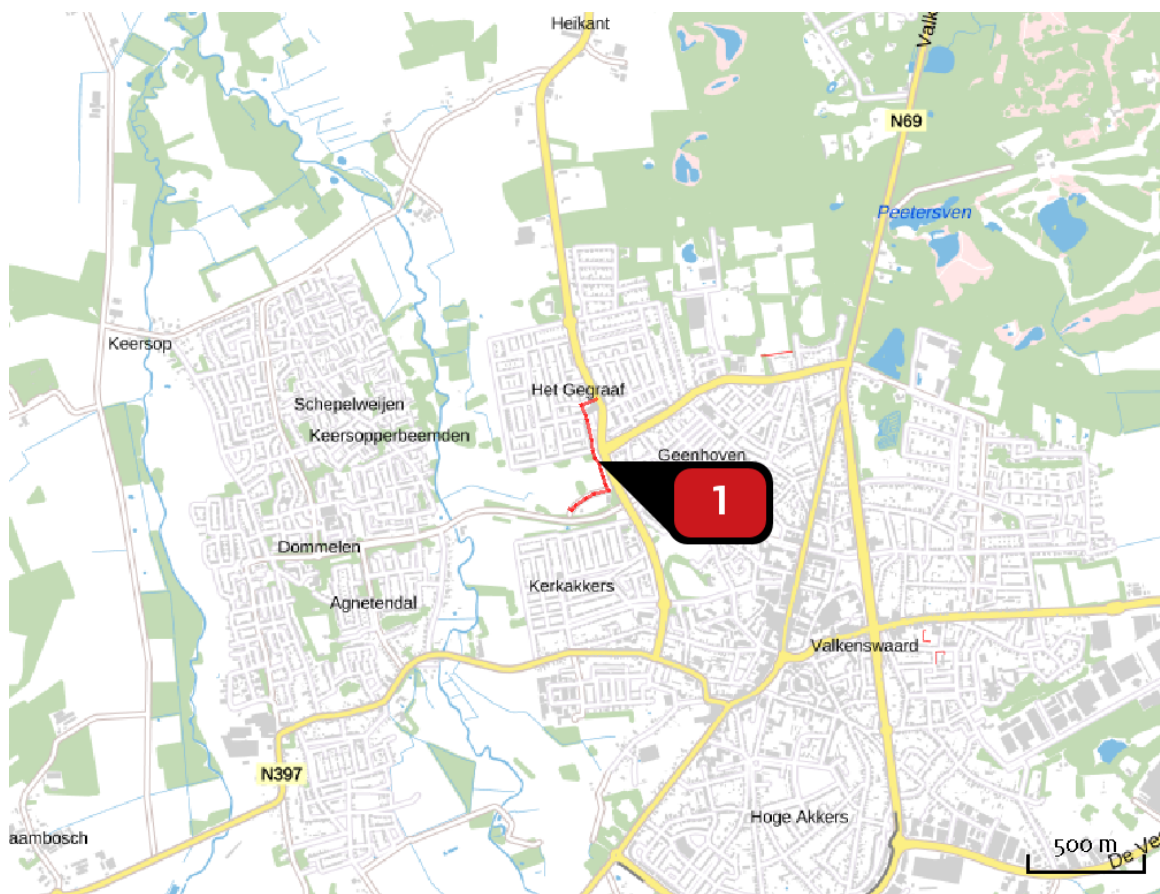 Heikant
Valk
N69
Peetersven
Keersop
Het Gegraaf
Schepelweijen
Keersopperbeemden
Geenhoven
1
Dommelen
Kerkakkers
Agnetendal
Valkenswaard
N397
Hoge Akkers
aambosch
500 m
De Ve